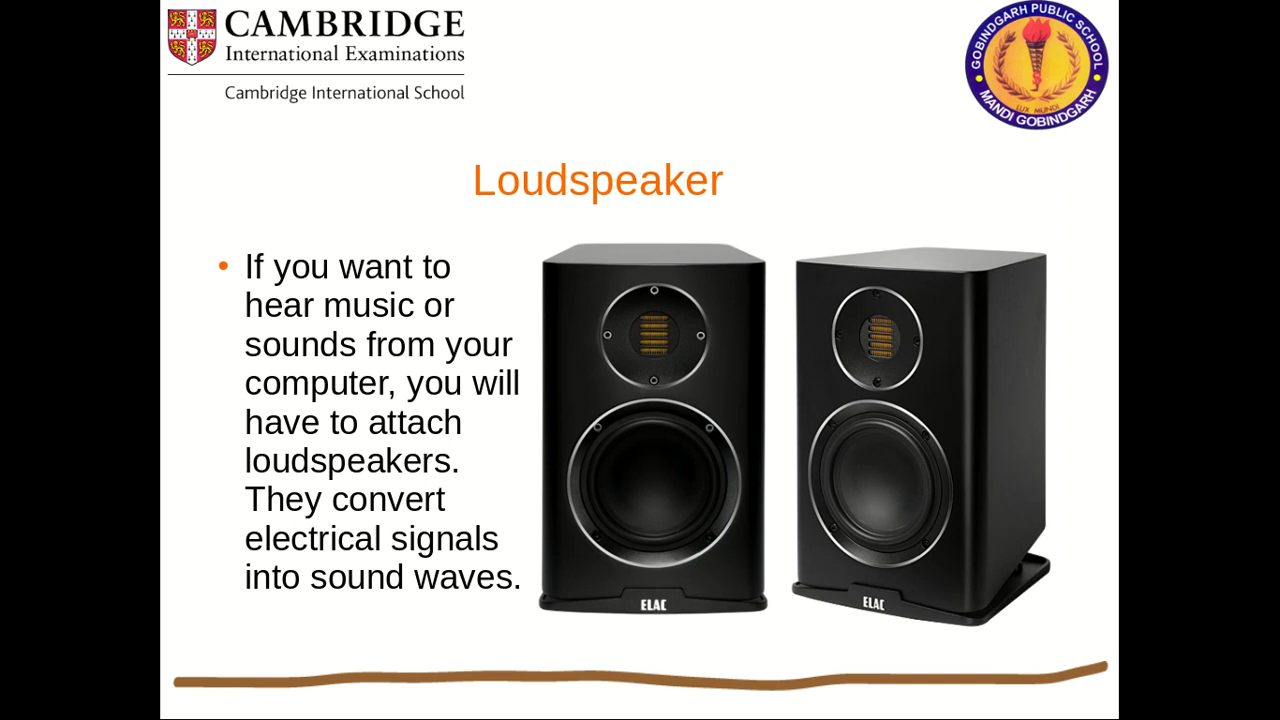 CAMBRIDGE
International Examinations
Cambridge International School
GOBINDGARH PUBLIC SCHOOL
LUX MUNDI
MANDI GOBINDGARH
Loudspeaker
• If you want to
hear music or
sounds from your
computer, you will
have to attach
loudspeakers.
They convert
electrical signals
into sound waves.
ELAC
ELAC